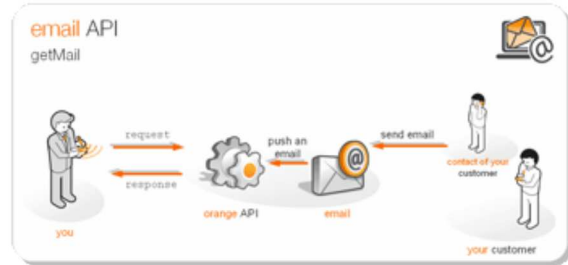 email API
getMail
request
response
push an
email
send email
contact of your
customer
you
orange API
email
your customer